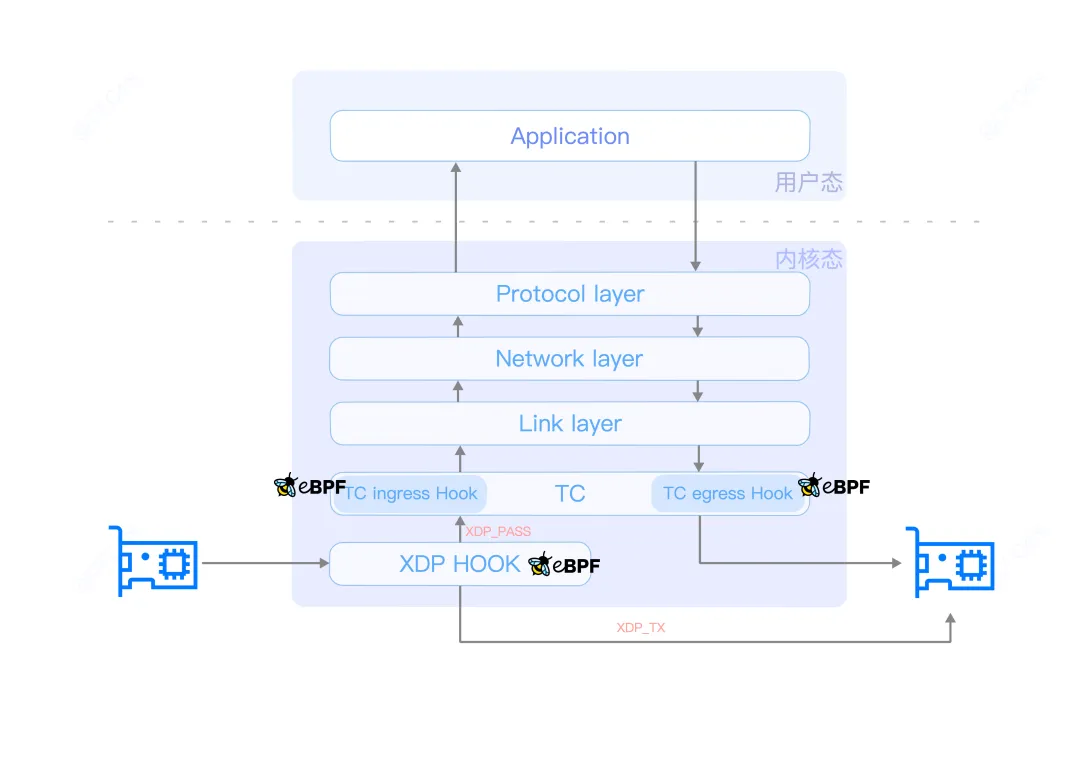 Application
用户态
内核态
Protocol layer
Network layer
Link layer
eBPF
TC ingress Hook
TC
TC egress Hook
eBPF
XDP_PASS
XDP HOOK
eBPF
XDP_TX